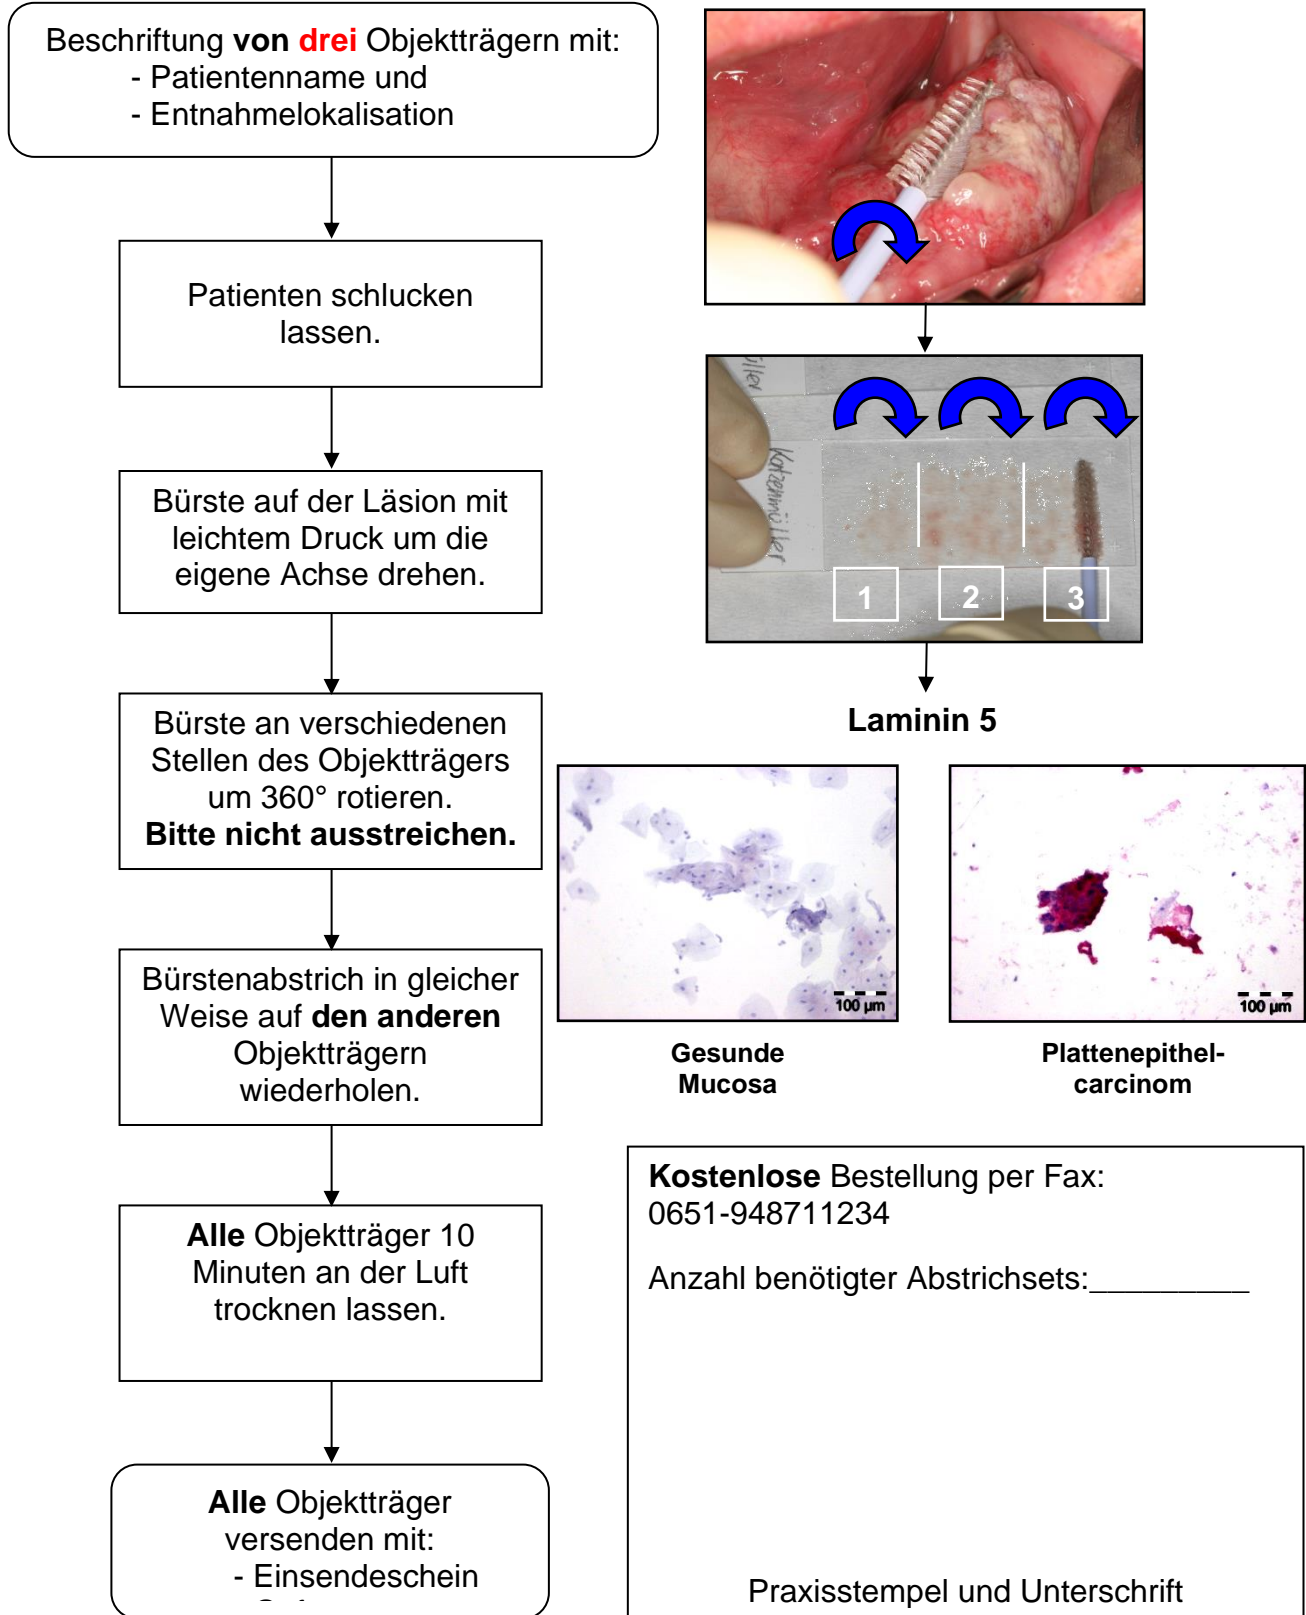 Beschriftung von drei Objektträgern mit:
- Patientenname und
- Entnahmelokalisation
Patienten schlucken
lassen.
Bürste auf der Läsion mit
leichtem Druck um die
eigene Achse drehen.
Bürste an verschiedenen
Stellen des Objektträgers
um 360° rotieren.
Bitte nicht ausstreichen.
Bürstenabstrich in gleicher
Weise auf den anderen
Objektträgern
wiederholen.
Alle Objektträger 10
Minuten an der Luft
trocknen lassen.
Alle Objektträger
versenden mit:
- Einsendeschein
Katzenmüller
1 2 3
Laminin 5
100 µm
100 µm
Gesunde
Mucosa
Plattenepithel-
carcinom
Kostenlose Bestellung per Fax:
0651-948711234
Anzahl benötigter Abstrichsets:_________
Praxisstempel und Unterschrift